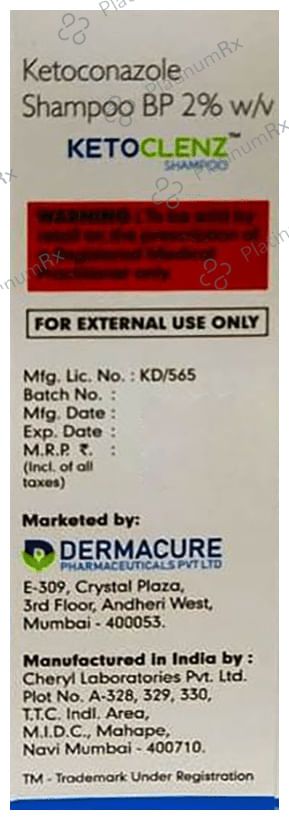 Ketoconazole
Shampoo BP 2% w/v
KETOCLENZ™
SHAMPOO
WARNING : To be sold by
retail on the prescription of
Registered Medical
Practitioner only
FOR EXTERNAL USE ONLY
Mfg. Lic. No. : KD/565
Batch No. :
Mfg. Date :
Exp. Date :
M.R.P. ₹. :
(Incl. of all
taxes)
Marketed by:
DERMACURE
PHARMACEUTICALS PVT LTD
E-309, Crystal Plaza,
3rd Floor, Andheri West,
Mumbai - 400053.
Manufactured in India by :
Cheryl Laboratories Pvt. Ltd.
Plot No. A-328, 329, 330,
T.T.C. Indl. Area,
M.I.D.C., Mahape,
Navi Mumbai - 400710.
TM - Trademark Under Registration
PlatinumRx
PlatinumRx
PlatinumRx